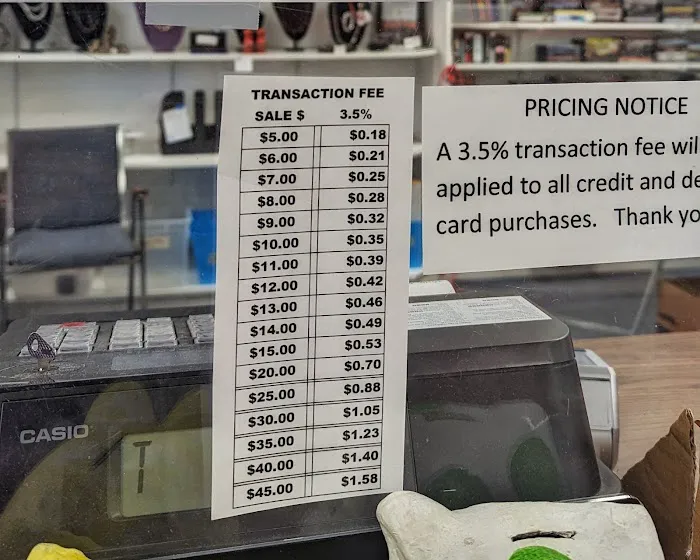 TRANSACTION FEE
SALE $ 3.5%
$5.00 $0.18
$6.00 $0.21
$7.00 $0.25
$8.00 $0.28
$9.00 $0.32
$10.00 $0.35
$11.00 $0.39
$12.00 $0.42
$13.00 $0.46
$14.00 $0.49
$15.00 $0.53
$20.00 $0.70
$25.00 $0.88
$30.00 $1.05
$35.00 $1.23
$40.00 $1.40
$45.00 $1.58
PRICING NOTICE
A 3.5% transaction fee wil
applied to all credit and de
card purchases. Thank yo
CASIO